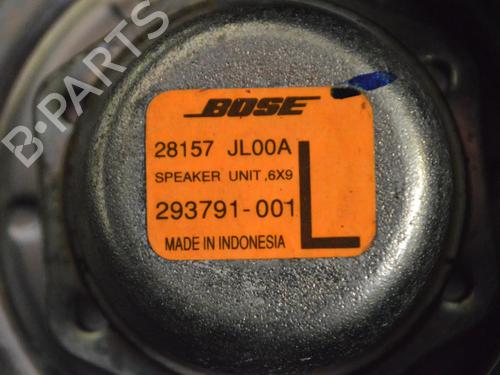 B-PARTS
BOSE
28157 JL00A
SPEAKER UNIT ,6X9
293791-001
L
MADE IN INDONESIA